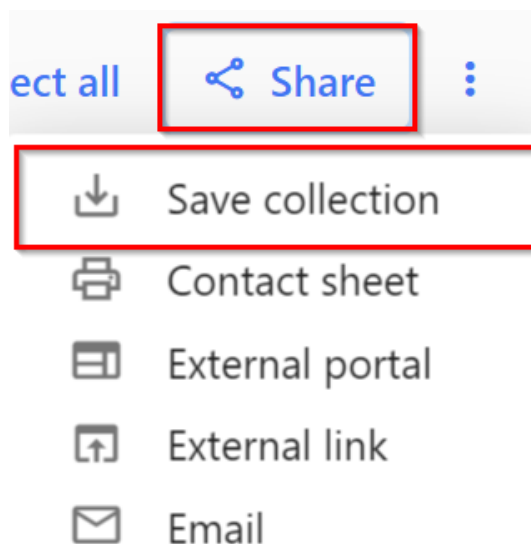 ect all Share
Save collection
Contact sheet
External portal
External link
Email